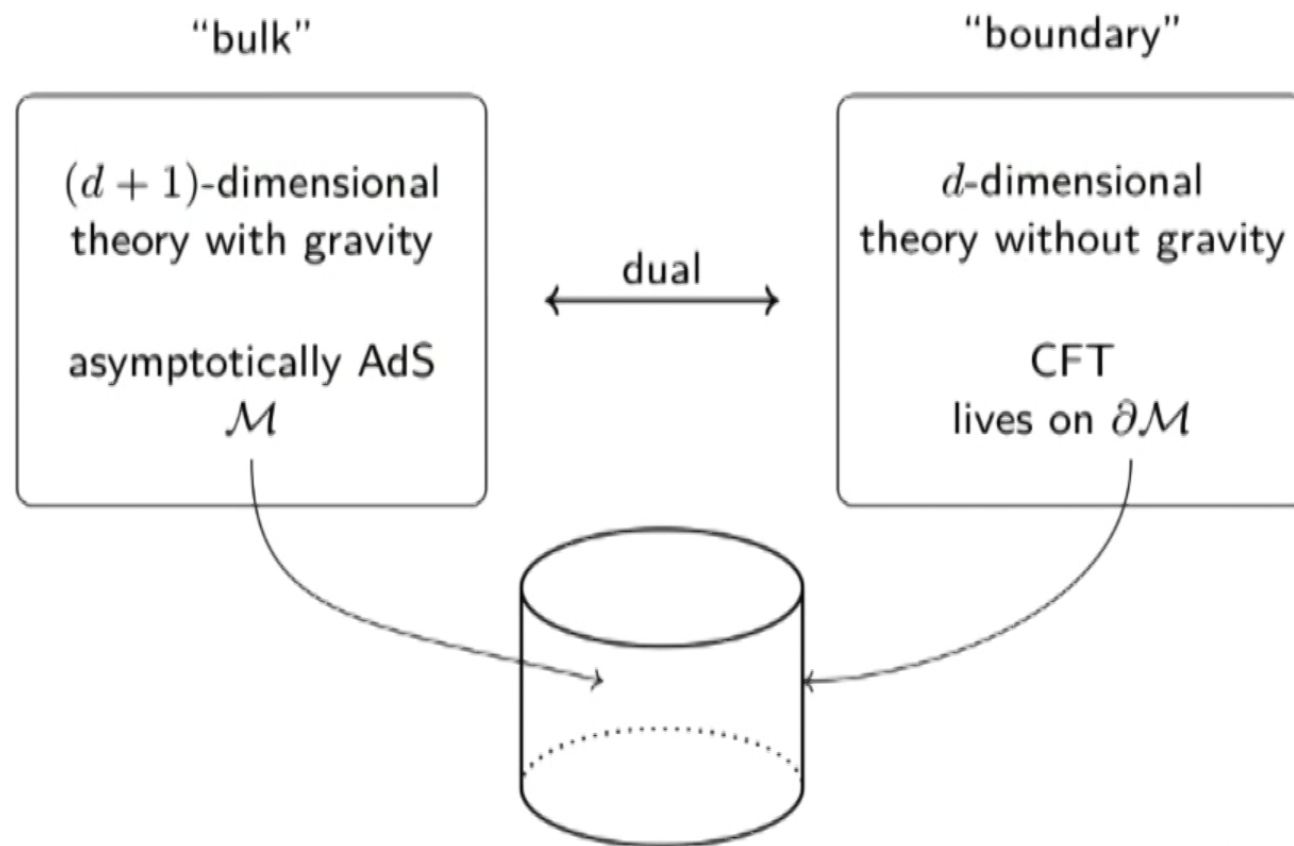 “bulk”
(d + 1)-dimensional
theory with gravity
asymptotically AdS
ℳ
dual
“boundary”
d-dimensional
theory without gravity
CFT
lives on ∂ℳ